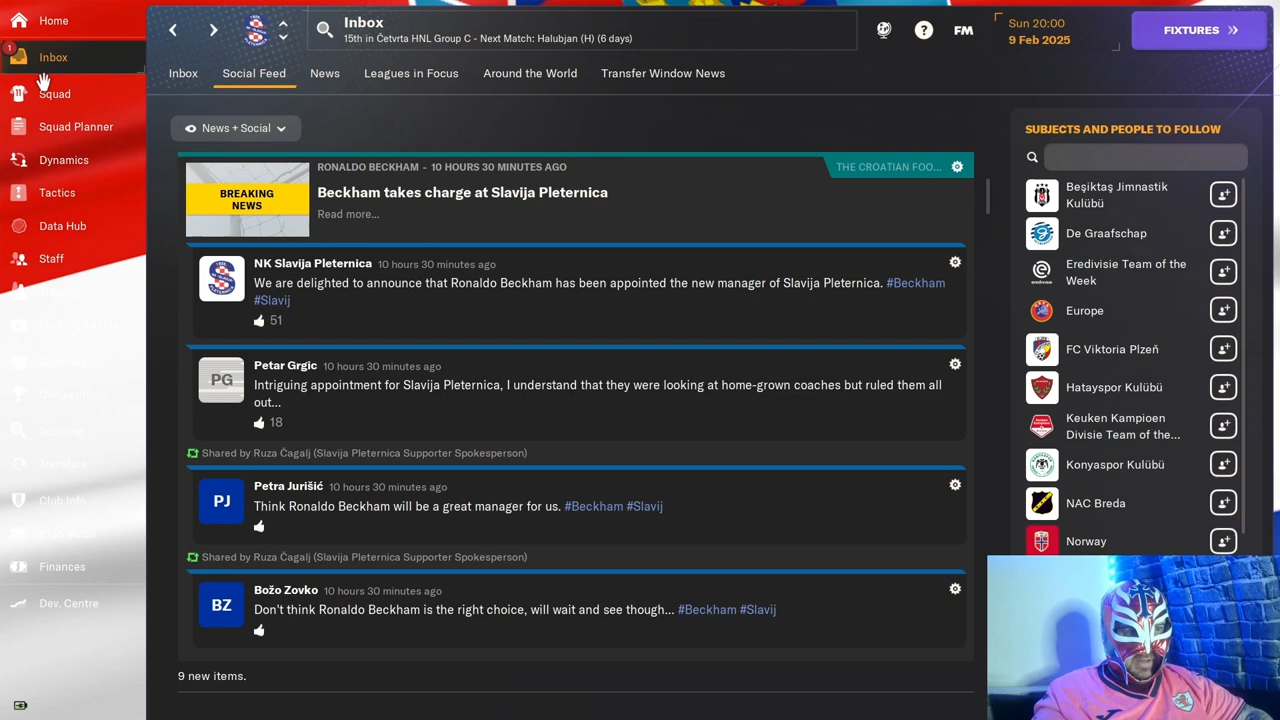 Home
1
Inbox
Squad
Squad Planner
Dynamics
Tactics
Data Hub
Staff
Club Info
Finances
Dev. Centre
Inbox
15th in Četvrta HNL Group C - Next Match: Halubjan (H) (6 days)
?
FM
Sun 20:00
9 Feb 2025
FIXTURES
Inbox
Social Feed
News
Leagues in Focus
Around the World
Transfer Window News
News + Social
BREAKING
NEWS
RONALDO BECKHAM - 10 HOURS 30 MINUTES AGO
THE CROATIAN FOO...
Beckham takes charge at Slavija Pleternica
Read more...
NK Slavija Pleternica 10 hours 30 minutes ago
We are delighter to announce that Ronaldo Beckham has been appointed the new manager of Slavija Pleternica. #Beckham
#Slavij
51
PG
Petar Grgic 10 hours 30 minutes ago
Intriguing appointment for Slavija Pleternica, I understand that they were looking at home-grown coaches but ruled them all
out...
18
Shared by Ruza Čagalj (Slavija Pleternica Supporter Spokesperson)
PJ
Petra Jurišić 10 hours 30 minutes ago
Think Ronaldo Beckham will be a great manager for us. #Beckham #Slavij
Shared by Ruza Čagalj (Slavija Pleternica Supporter Spokesperson)
BZ
Božo Zovko 10 hours 30 minutes ago
Don't think Ronaldo Beckham is the right choice, will wait and see though... #Beckham #Slavij
9 new items.
SUBJECTS AND PEOPLE TO FOLLOW
Beşiktaş Jimnastik
Kulübü
De Graafschap
Eredivisie Team of the
Week
Europe
FC Viktoria Plzeň
Hatayspor Kulübü
Keuken Kampioen
Divisie Team of the...
Konyaspor Kulübü
NAC Breda
Norway